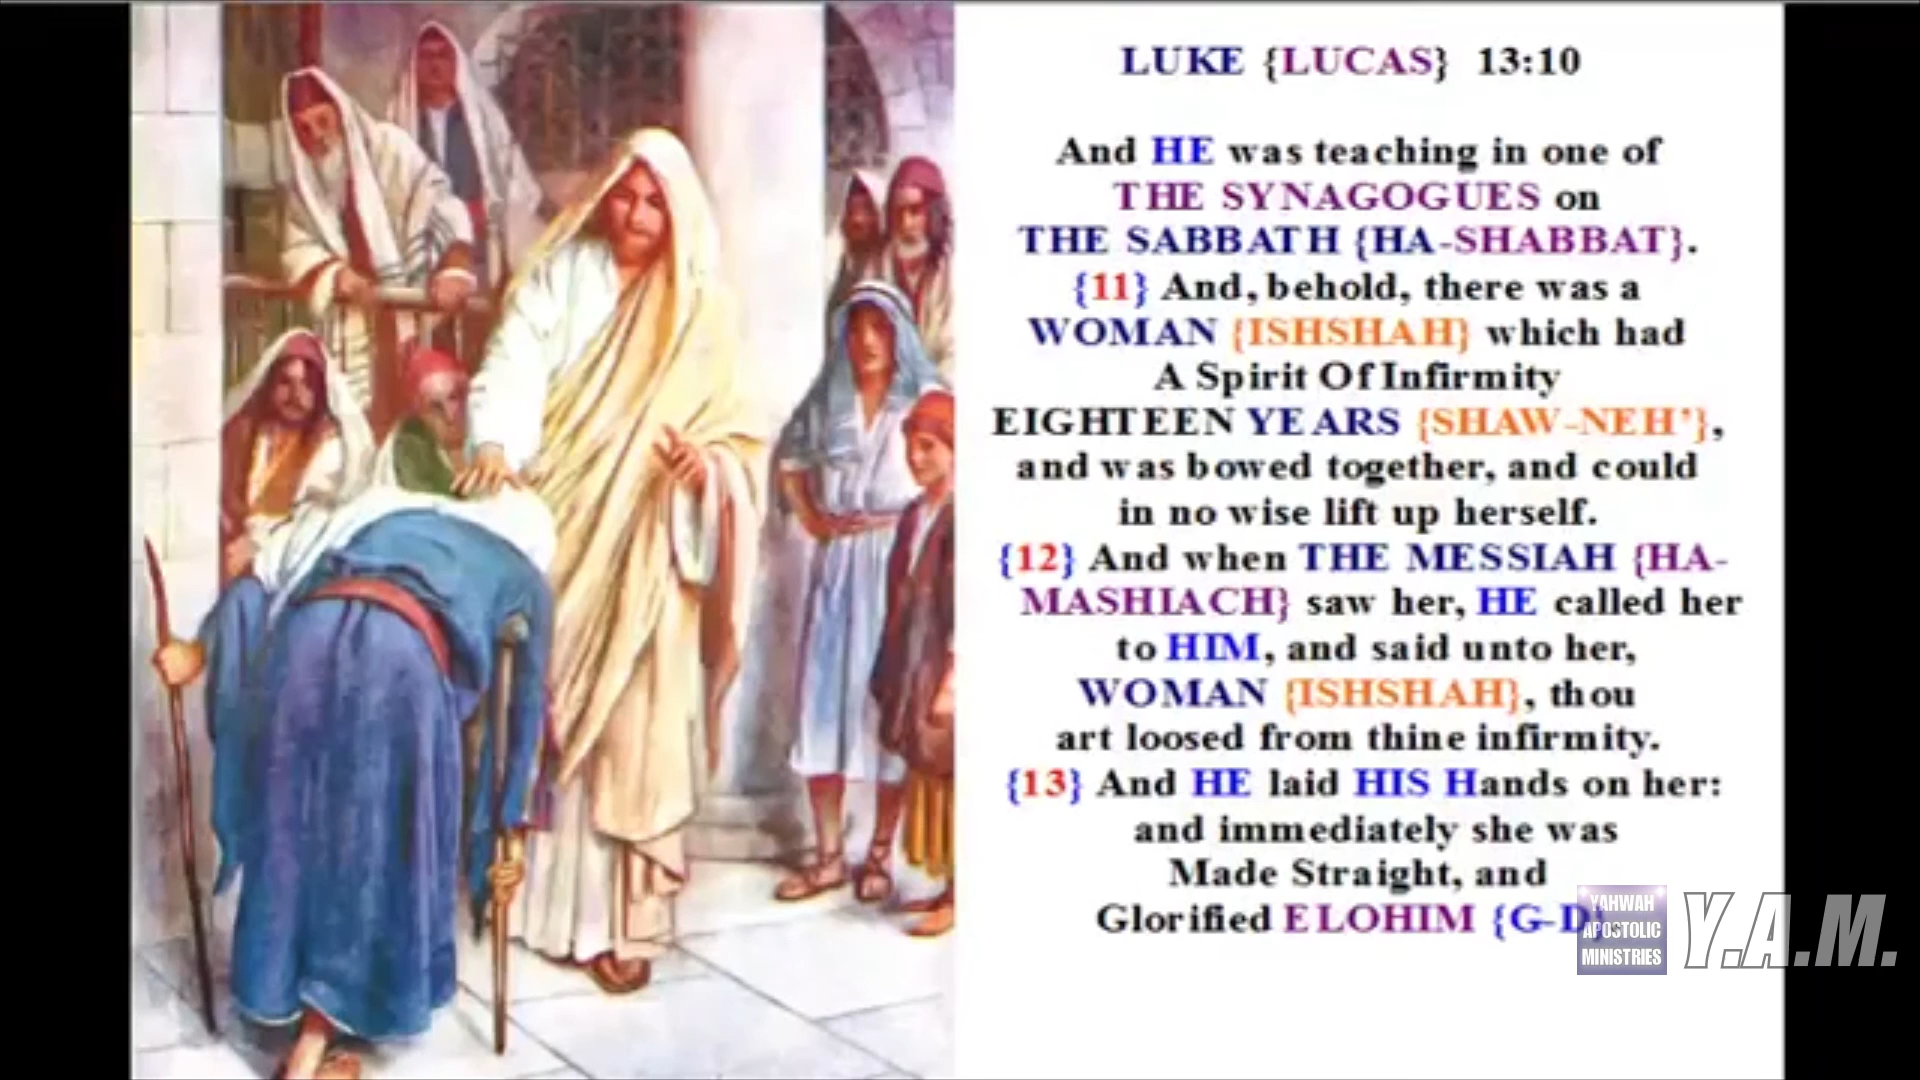 LUKE {LUCAS} 13:10
And HE was teaching in one of
THE SYNAGOGUES on
THE SABBATH {HA-SHABBAT}.
{11} And, behold, there was a
WOMAN {ISHSHAH} which had
A Spirit Of Infirmity
EIGHTEEN YEARS {SHAW-NEH'},
and was bowed together, and could
in no wise lift up herself.
{12} And when THE MESSIAH {HA-
MASHIACH} saw her, HE called her
to HIM, and said unto her,
WOMAN {ISHSHAH}, thou
art loosed from thine infirmity.
{13} And HE laid HIS Hands on her:
and immediately she was
Made Straight, and
Glorified ELOHIM {G-D}.
YAHWAH
APOSTOLIC
MINISTRIES
Y.A.M.